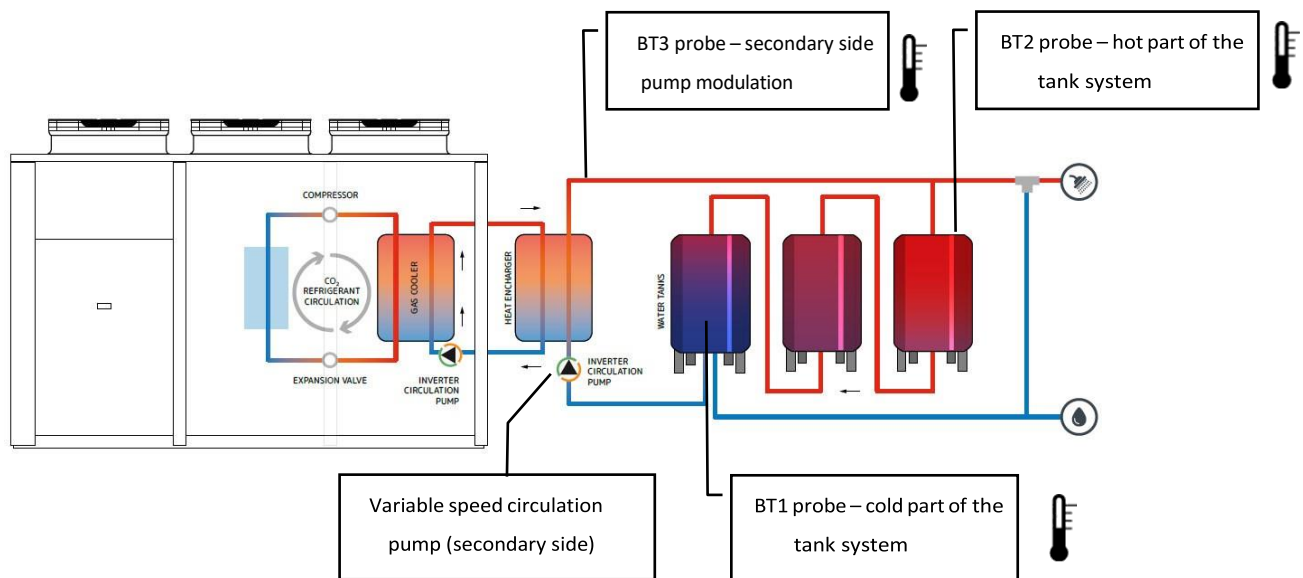 BT3 probe – secondary side
pump modulation
BT2 probe – hot part of the
tank system
COMPRESSOR
CO₂
REFRIGERANT
CIRCULATION
GAS COOLER
HEAT ENCHARGER
WATER TANKS
EXPANSION VALVE
INVERTER
CIRCULATION
PUMP
INVERTER
CIRCULATION
PUMP
Variable speed circulation
pump (secondary side)
BT1 probe – cold part of the
tank system